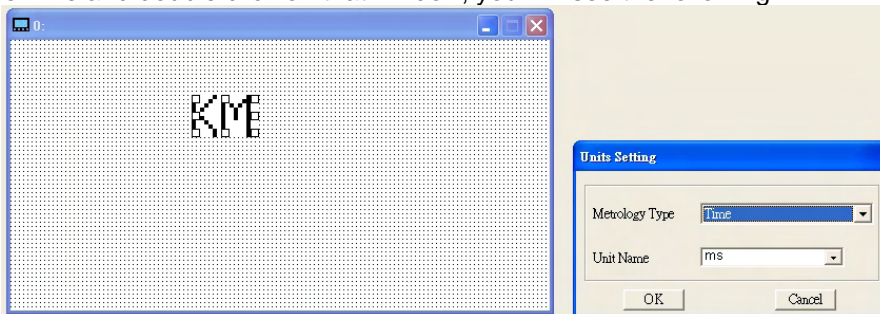 0:
KM
Units Setting
Metrology Type Time
Unit Name ms
OK Cancel